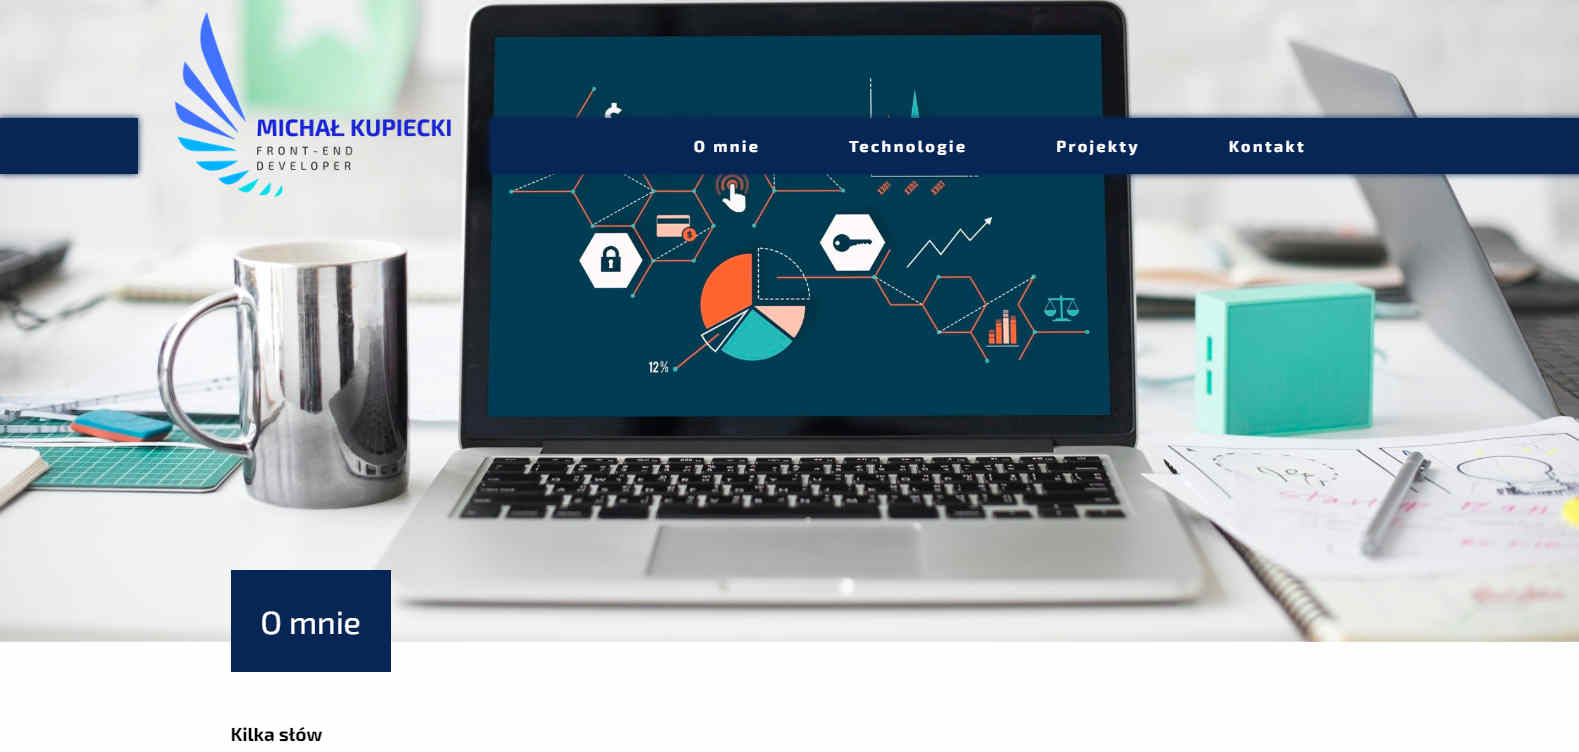 MICHAŁ KUPIECKI
FRONT-END
DEVELOPER
O mnie
Technologie
Projekty
Kontakt
12%
O mnie
Kilka słów